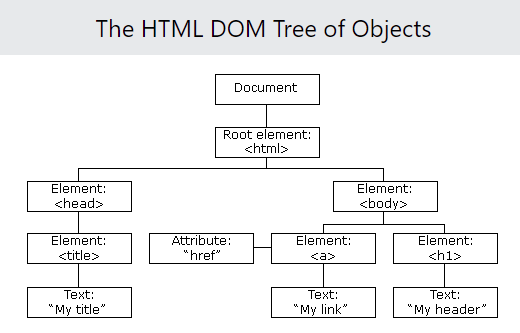 The HTML DOM Tree of Objects
Document
Root element:
<html>
Element:
<head>
Element:
<body>
Element:
<title>
Attribute:
“href”
Element:
<a>
Element:
<h1>
Text:
“My title”
Text:
“My link”
Text:
“My header”